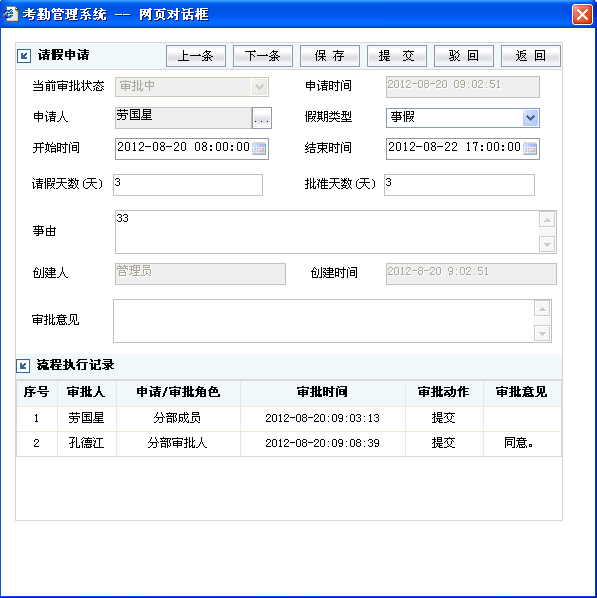 考勤管理系统 -- 网页对话框
请假申请 上一条 下一条 保 存 提 交 驳 回 返 回
当前审批状态 审批中 申请时间 2012-08-20 09:02:51
申请人 劳国星 ... 假期类型 事假
开始时间 2012-08-20 08:00:00 结束时间 2012-08-22 17:00:00
请假天数(天) 3 批准天数(天) 3
事由 33
创建人 管理员 创建时间 2012-8-20 9:02:51
审批意见
流程执行记录
序号 审批人 申请/审批角色 审批时间 审批动作 审批意见
1 劳国星 分部成员 2012-08-20:09:03:13 提交
2 孔德江 分部审批人 2012-08-20:09:08:39 提交 同意。